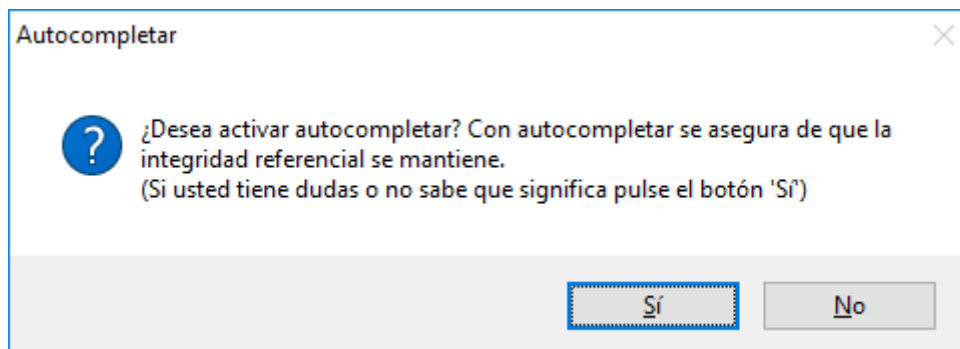 Autocompletar
¿Desea activar autocompletar? Con autocompletar se asegura de que la
integridad referencial se mantiene.
(Si usted tiene dudas o no sabe que significa pulse el botón 'Sí')
Sí
No